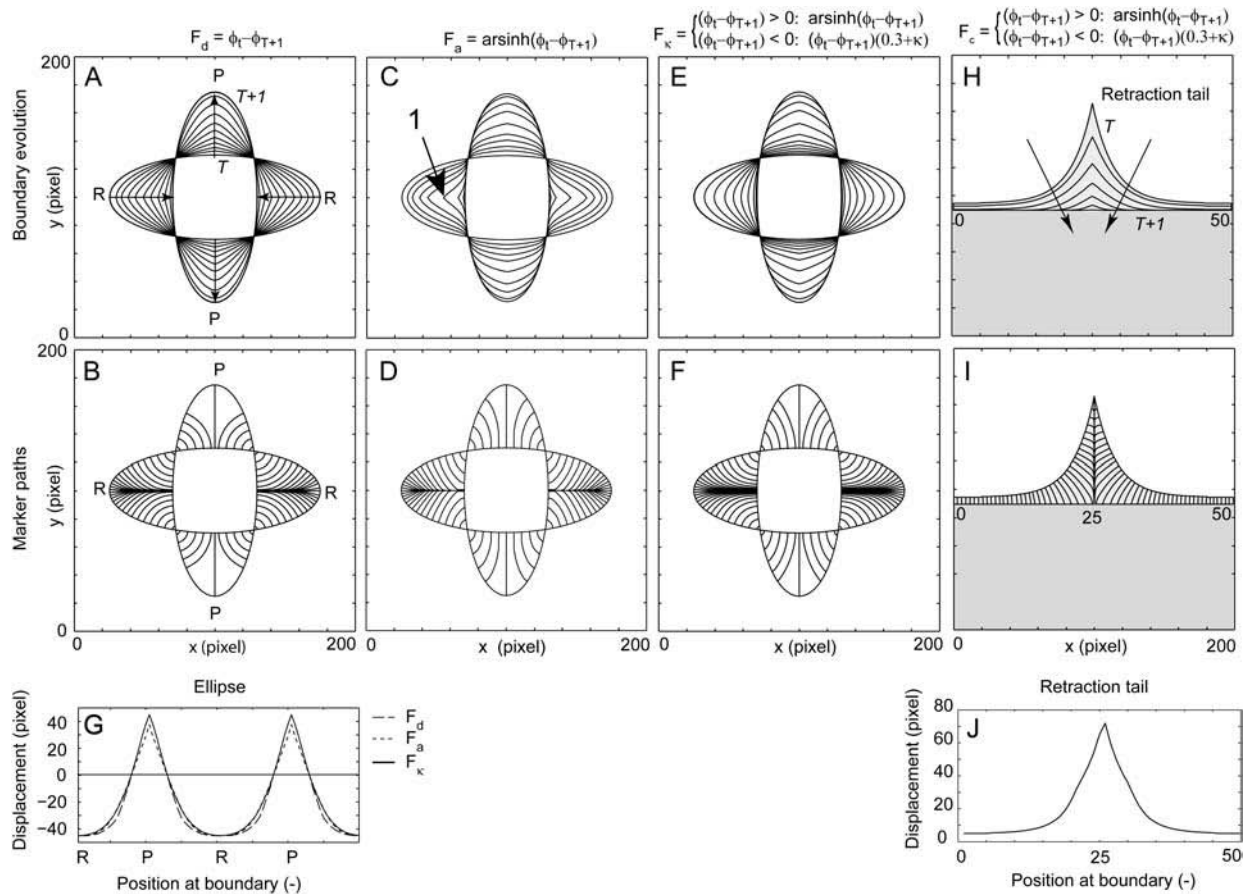 F_d = ϕ_t–ϕ_T+1
F_a = arsinh(ϕ_t–ϕ_T+1)
F_κ = { (ϕ_t–ϕ_T+1) > 0: arsinh(ϕ_t–ϕ_T+1)
(ϕ_t–ϕ_T+1) < 0: (ϕ_t–ϕ_T+1)(0.3+κ)
F_c = { (ϕ_t–ϕ_T+1) > 0: arsinh(ϕ_t–ϕ_T+1)
(ϕ_t–ϕ_T+1) < 0: (ϕ_t–ϕ_T+1)(0.3+κ)
Boundary evolution
y (pixel)
200
0
A
P
T+1
T
R
R
P
C
1
E
H
Retraction tail
T
0
50
T+1
Marker paths
y (pixel)
200
0
B
P
R
R
P
D
F
I
0
25
50
0
200
0
200
0
200
0
200
x (pixel)
x (pixel)
x (pixel)
x (pixel)
Ellipse
Displacement (pixel)
G
40
20
0
−20
−40
R
P
R
P
Position at boundary (-)
F_d
F_a
F_κ
Retraction tail
Displacement (pixel)
J
80
60
40
20
0
0
25
50
Position at boundary (-)